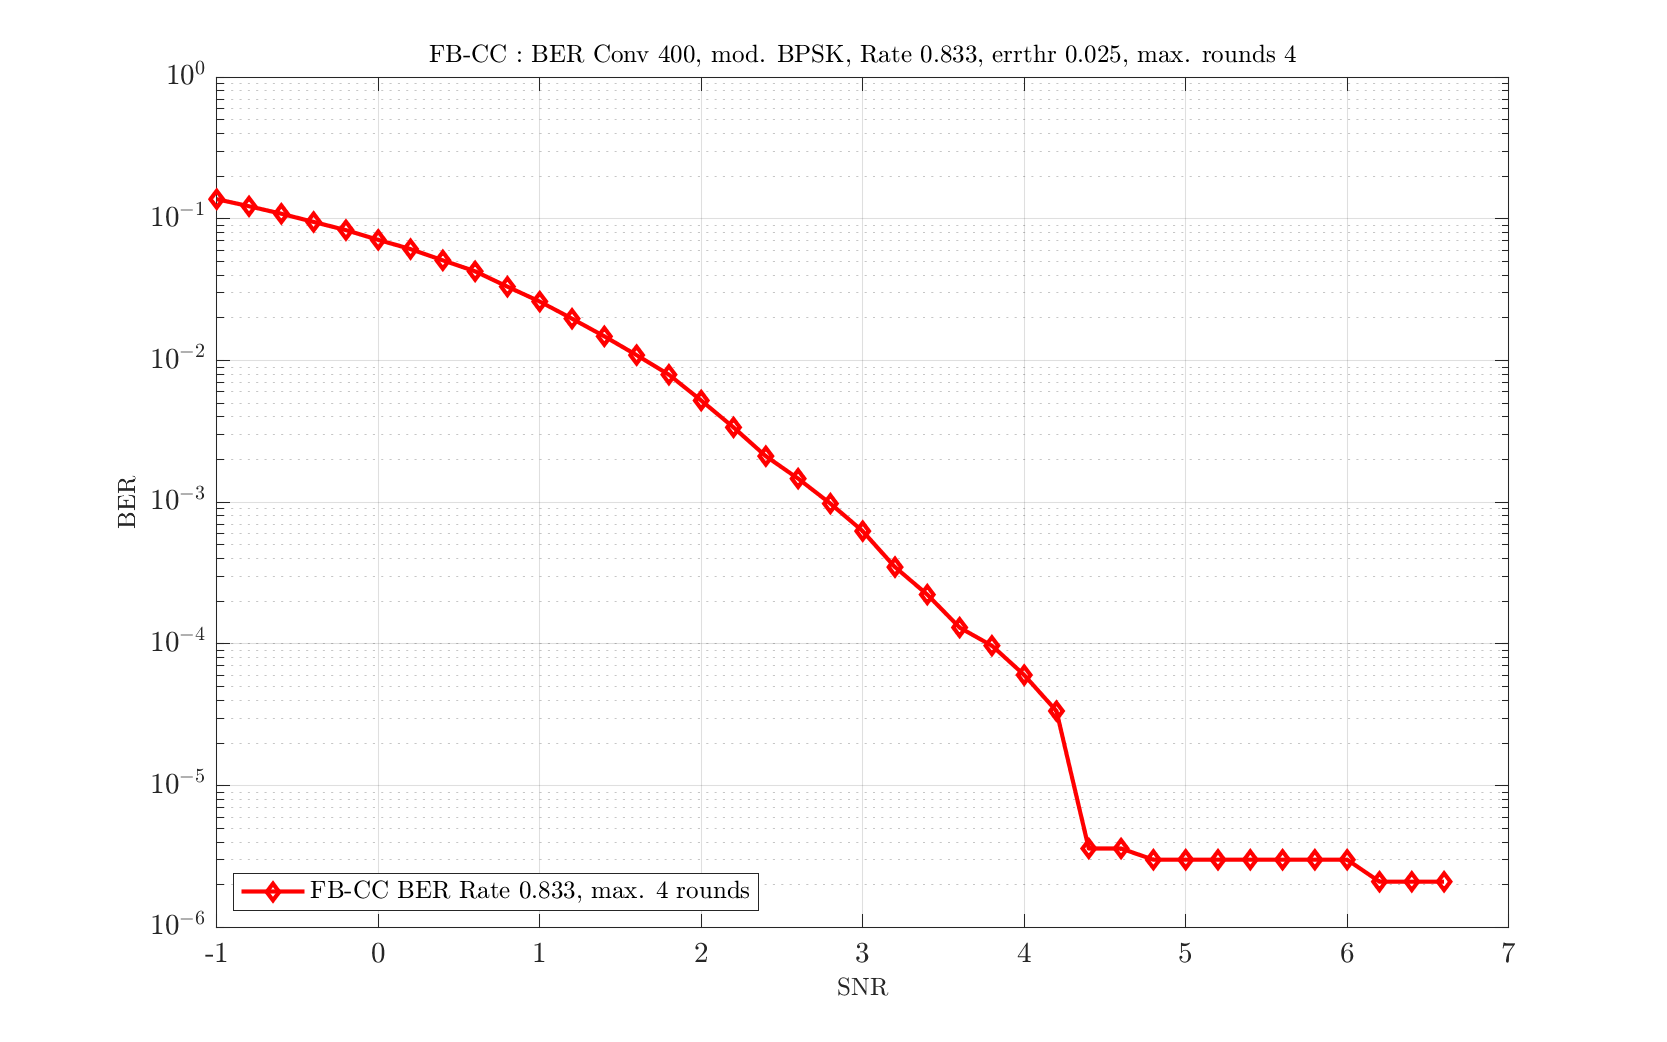 FB-CC : BER Conv 400, mod. BPSK, Rate 0.833, errthr 0.025, max. rounds 4
10^0
10^-1
10^-2
10^-3
10^-4
10^-5
10^-6
BER
FB-CC BER Rate 0.833, max. 4 rounds
-1 0 1 2 3 4 5 6 7
SNR